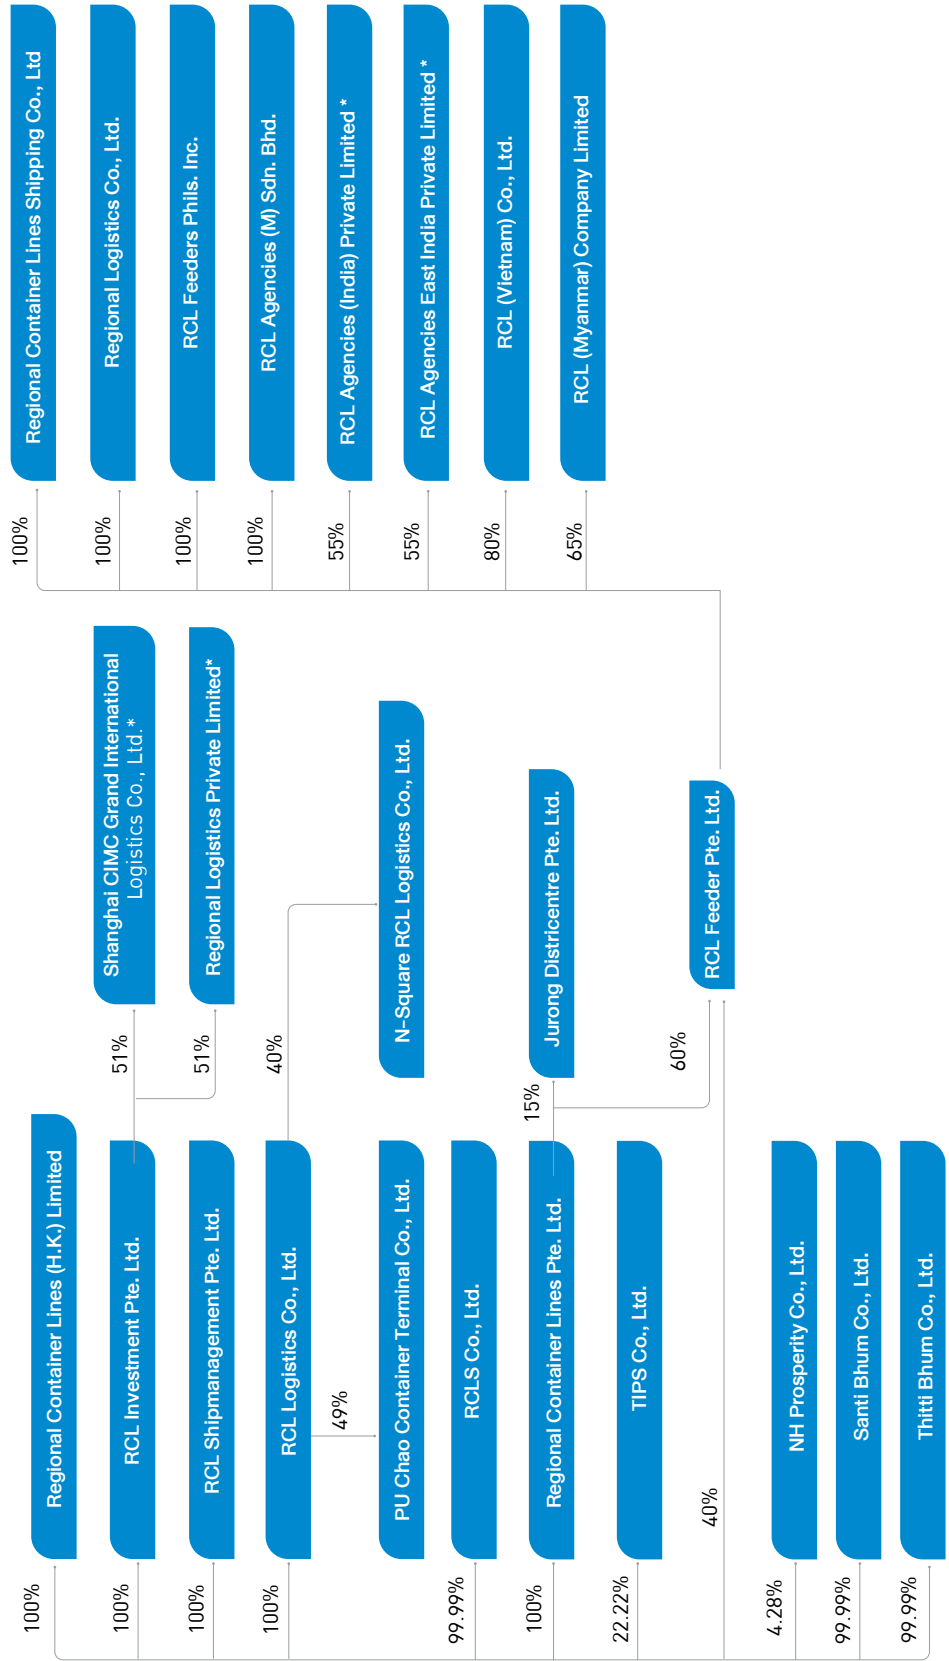 100%
Regional Container Lines (H.K.) Limited
100%
RCL Investment Pte. Ltd.
51%
Shanghai CIMC Grand International
Logistics Co., Ltd.*
51%
Regional Logistics Private Limited*
100%
RCL Shipmanagement Pte. Ltd.
100%
RCL Logistics Co., Ltd.
40%
N-Square RCL Logistics Co., Ltd.
49%
PU Chao Container Terminal Co., Ltd.
99.99%
RCLS Co., Ltd.
100%
Regional Container Lines Pte. Ltd.
15%
Jurong Districentre Pte. Ltd.
60%
22.22%
TIPS Co., Ltd.
40%
RCL Feeder Pte. Ltd.
4.28%
NH Prosperity Co., Ltd.
99.99%
Santi Bhum Co., Ltd.
99.99%
Thitti Bhum Co., Ltd.
100%
Regional Container Lines Shipping Co., Ltd
100%
Regional Logistics Co., Ltd.
100%
RCL Feeders Phils. Inc.
100%
RCL Agencies (M) Sdn. Bhd.
55%
RCL Agencies (India) Private Limited *
55%
RCL Agencies East India Private Limited *
80%
RCL (Vietnam) Co., Ltd.
65%
RCL (Myanmar) Company Limited